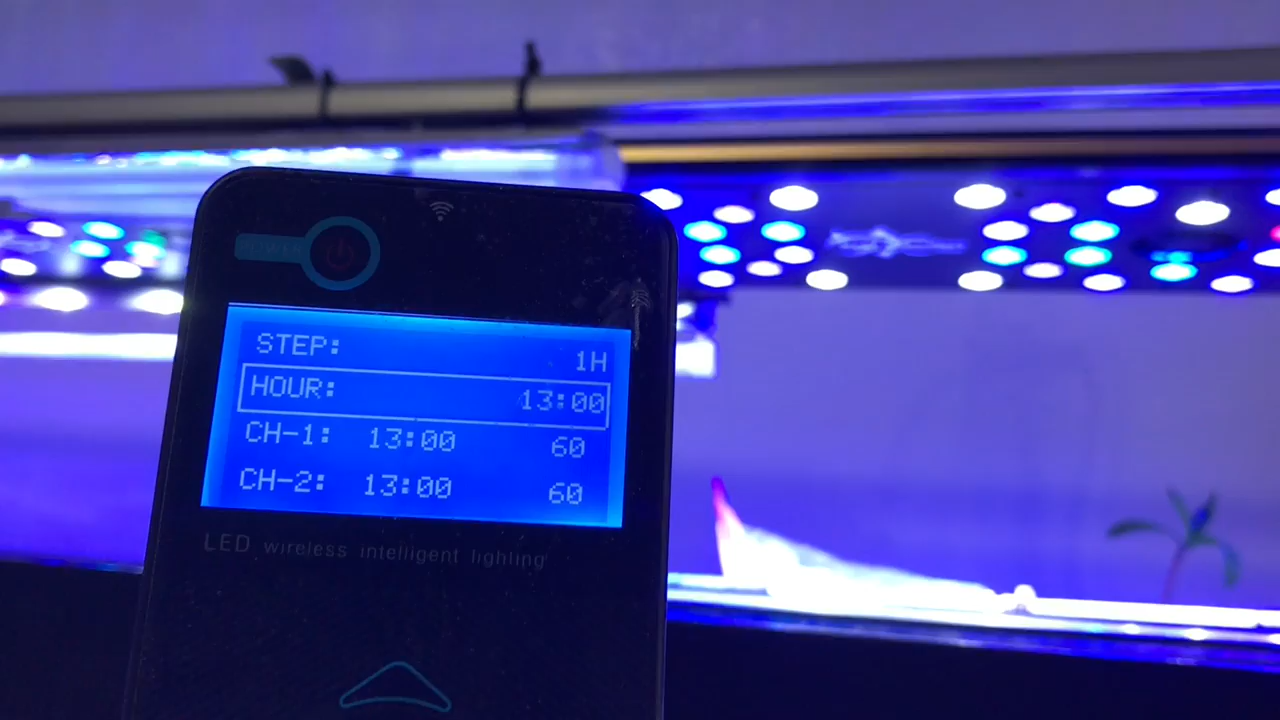 POWER
STEP: 1H
HOUR: 13:00
CH-1: 13:00 60
CH-2: 13:00 60
LED wireless intelligent lighting